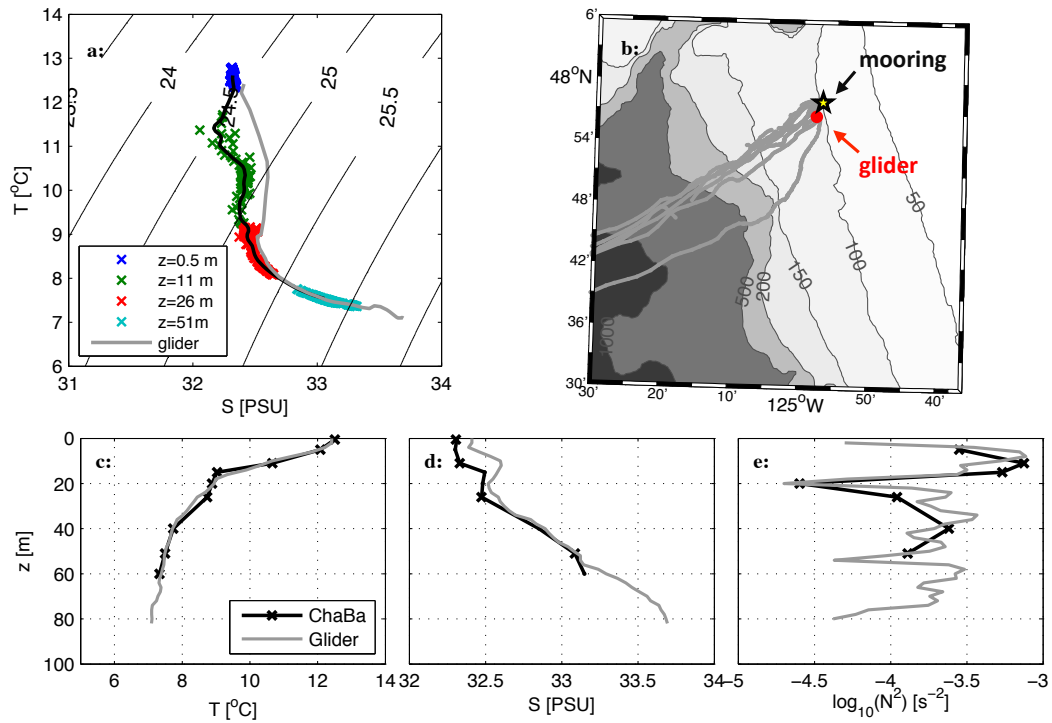 a:
14
13
12
11
10
9
8
7
6
T [°C]
24
24.5
25
25.5
z=0.5 m
z=11 m
z=26 m
z=51m
glider
31
32
33
34
S [PSU]
b:
6'
48°N
54'
48'
42'
36'
30'
mooring
glider
50
100
150
200
500
1000
30'
20'
10'
125°W
50'
40'
c:
0
20
40
60
80
100
z [m]
ChaBa
Glider
6
8
10
12
14
T [°C]
d:
32
32.5
33
33.5
34
S [PSU]
e:
−5
−4.5
−4
−3.5
−3
log10(N2) [s−2]